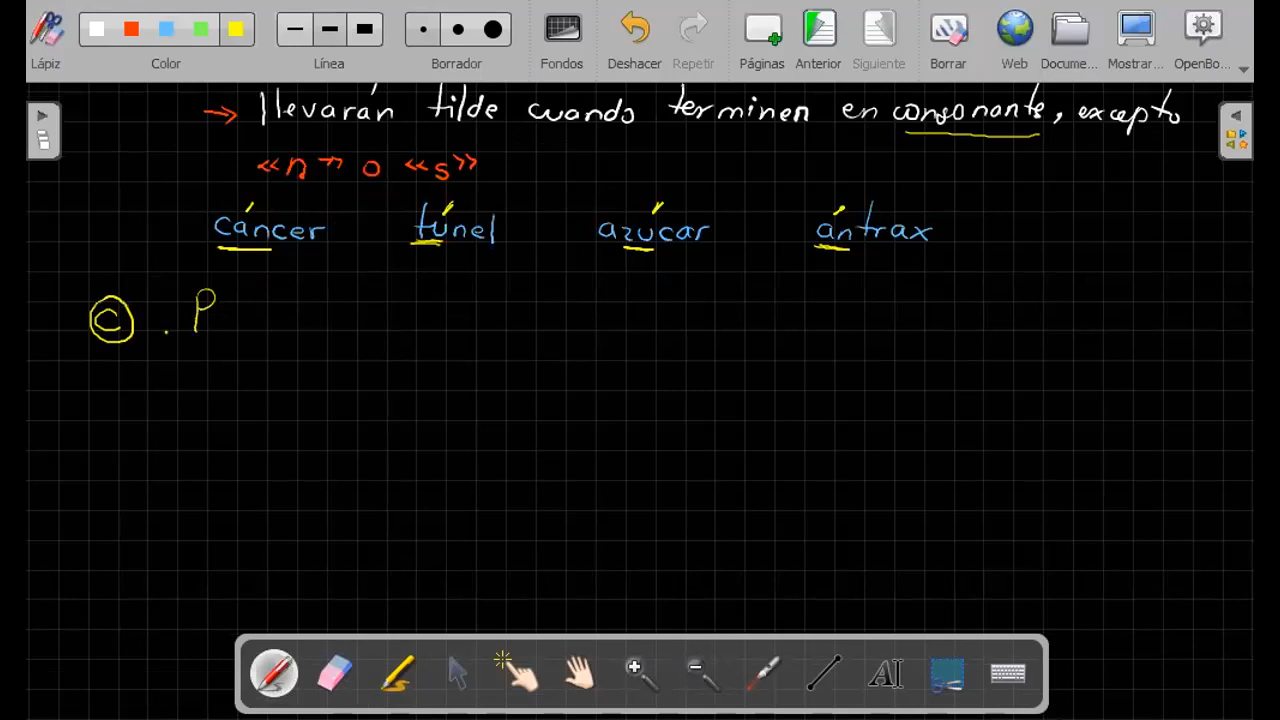 Lápiz Color Línea Borrador Fondos Deshacer Repetir Páginas Anterior Siguiente Borrar Web Docume... Mostrar... OpenBo...
→ llevarán tilde cuando terminen en consonante, excepto
«n» o «s»
cáncer túnel azúcar ántrax
C . P
AI